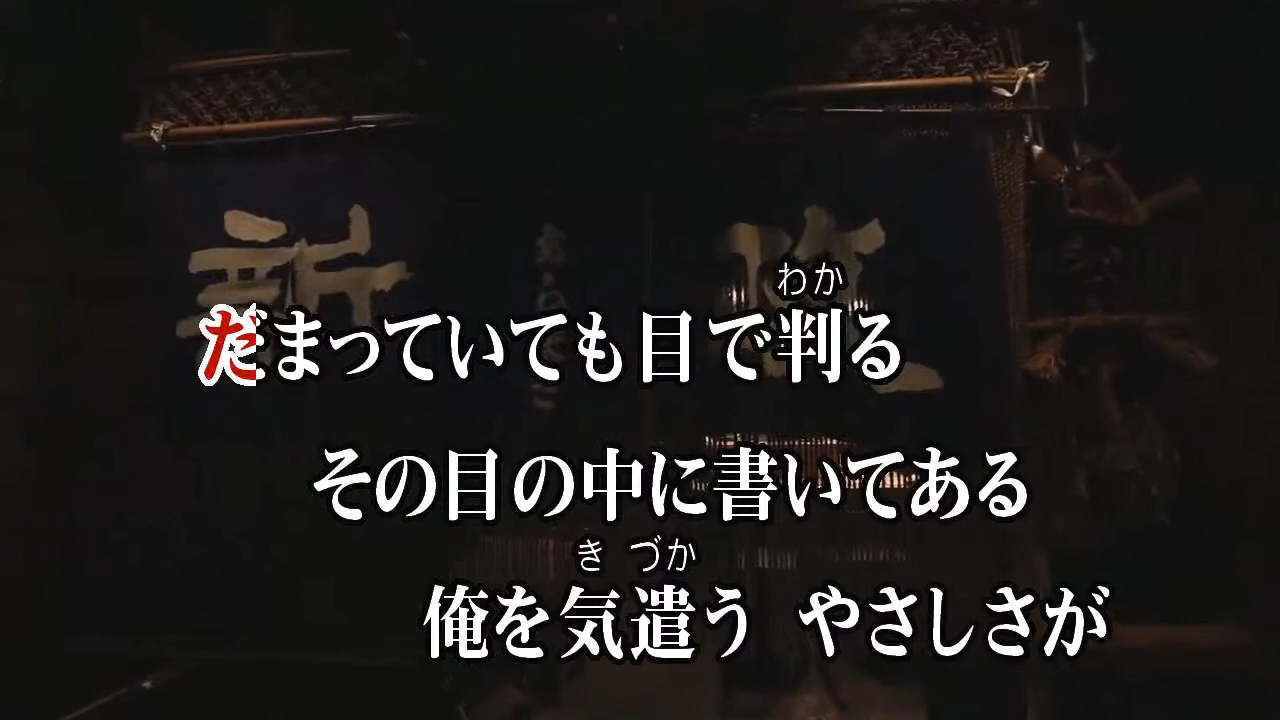 わか
だまっていても目で判る
その目の中に書いてある
き づか
俺を気遣う やさしさが